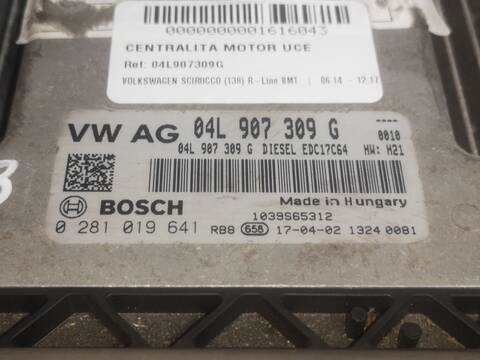 0000000001616043
CENTRALITA MOTOR UCE
Ref: 04L907309G
VOLKSWAGEN SCIROCCO (138) R-Line BMT | 06.14 - 12.17
VW AG 04L 907 309 G 0010
04L 907 309 G DIESEL EDC17C64 HW: H21
BOSCH
Made in Hungary
1039S65312
0 281 019 641 RB8 658 17-04-02 1324 0081